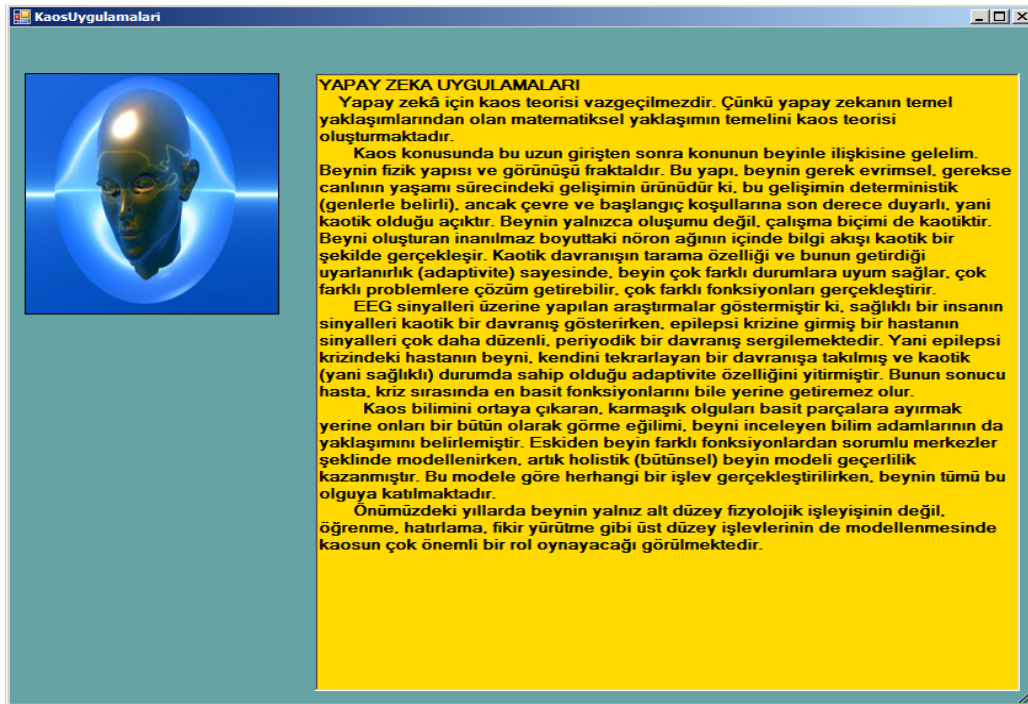 KaosUygulamalari
YAPAY ZEKA UYGULAMALARI
Yapay zekâ için kaos teorisi vazgeçilmezdir. Çünkü yapay zekanın temel
yaklaşımlarından olan matematiksel yaklaşımın temelini kaos teorisi
oluşturmaktadır.
Kaos konusunda bu uzun girişten sonra konunun beyinle ilişkisine gelelim.
Beynin fizik yapısı ve görünüşü fraktaldır. Bu yapı, beynin gerek evrimsel, gerekse
canlının yaşamı sürecindeki gelişimin ürünüdür ki, bu gelişimin deterministik
(genlerle belirli), ancak çevre ve başlangıç koşullarına son derece duyarlı, yani
kaotik olduğu açıktır. Beynin yalnızca oluşumu değil, çalışma biçimi de kaotiktir.
Beyni oluşturan inanılmaz boyuttaki nöron ağının içinde bilgi akışı kaotik bir
şekilde gerçekleşir. Kaotik davranışın tarama özelliği ve bunun getirdiği
uyarlanırlık (adaptivite) sayesinde, beyin çok farklı durumlara uyum sağlar, çok
farklı problemlere çözüm getirebilir, çok farklı fonksiyonları gerçekleştirir.
EEG sinyalleri üzerine yapılan araştırmalar göstermiştir ki, sağlıklı bir insanın
sinyalleri kaotik bir davranış gösterirken, epilepsi krizine girmiş bir hastanın
sinyalleri çok daha düzenli, periyodik bir davranış sergilemektedir. Yani epilepsi
krizindeki hastanın beyni, kendini tekrarlayan bir davranışa takılmış ve kaotik
(yani sağlıklı) durumda sahip olduğu adaptivite özelliğini yitirmiştir. Bunun sonucu
hasta, kriz sırasında en basit fonksiyonlarını bile yerine getiremez olur.
Kaos bilimini ortaya çıkaran, karmaşık olguları basit parçalara ayırmak
yerine onları bir bütün olarak görme eğilimi, beyni inceleyen bilim adamlarının da
yaklaşımını belirlemiştir. Eskiden beyin farklı fonksiyonlardan sorumlu merkezler
şeklinde modellenirken, artık holistik (bütünsel) beyin modeli geçerlilik
kazanmıştır. Bu modele göre herhangi bir işlev gerçekleştirilirken, beynin tümü bu
olguya katılmaktadır.
Önümüzdeki yıllarda beynin yalnız alt düzey fizyolojik işleyişinin değil,
öğrenme, hatırlama, fikir yürütme gibi üst düzey işlevlerinin de modellenmesinde
kaosun çok önemli bir rol oynayacağı görülmektedir.